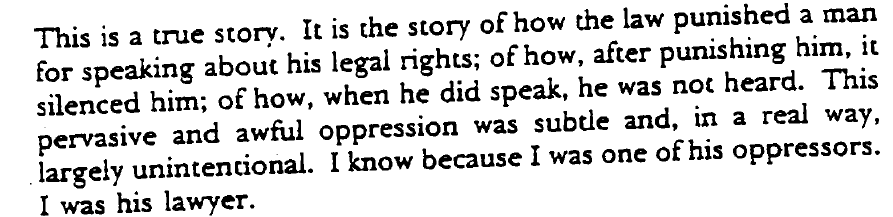 This is a true story. It is the story of how the law punished a man
for speaking about his legal rights; of how, after punishing him, it
silenced him; of how, when he did speak, he was not heard. This
pervasive and awful oppression was subtle and, in a real way,
largely unintentional. I know because I was one of his oppressors.
I was his lawyer.